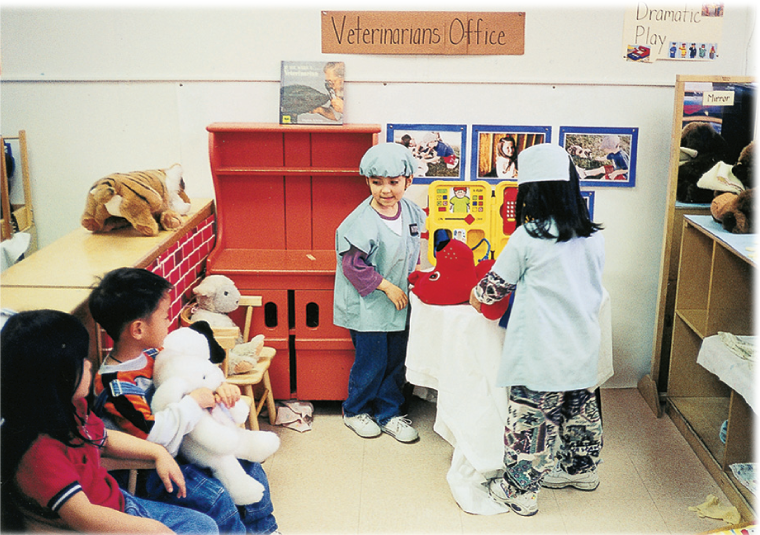 Veterinarians Office
Dramatic
Play
Mirror